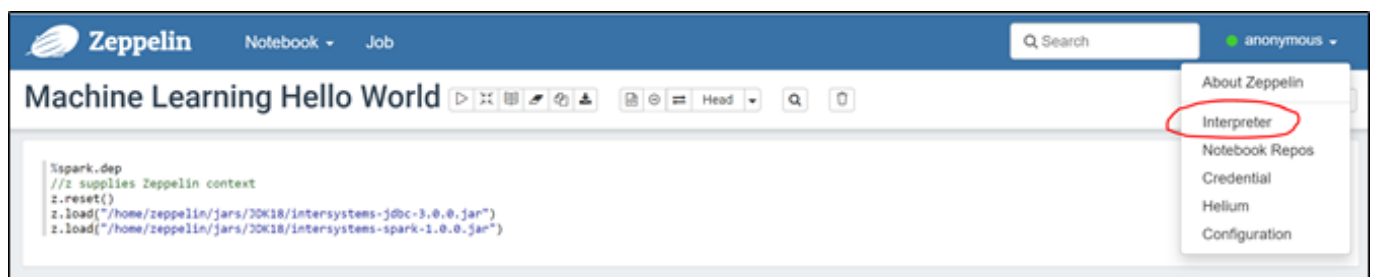 Zeppelin Notebook Job Search anonymous
Machine Learning Hello World Head
About Zeppelin
Interpreter
Notebook Repos
Credential
Helium
Configuration
%spark.dep
//z supplies Zeppelin context
z.reset()
z.load("/home/zeppelin/jars/JDK18/intersystems-jdbc-3.0.0.jar")
z.load("/home/zeppelin/jars/JDK18/intersystems-spark-1.0.0.jar")